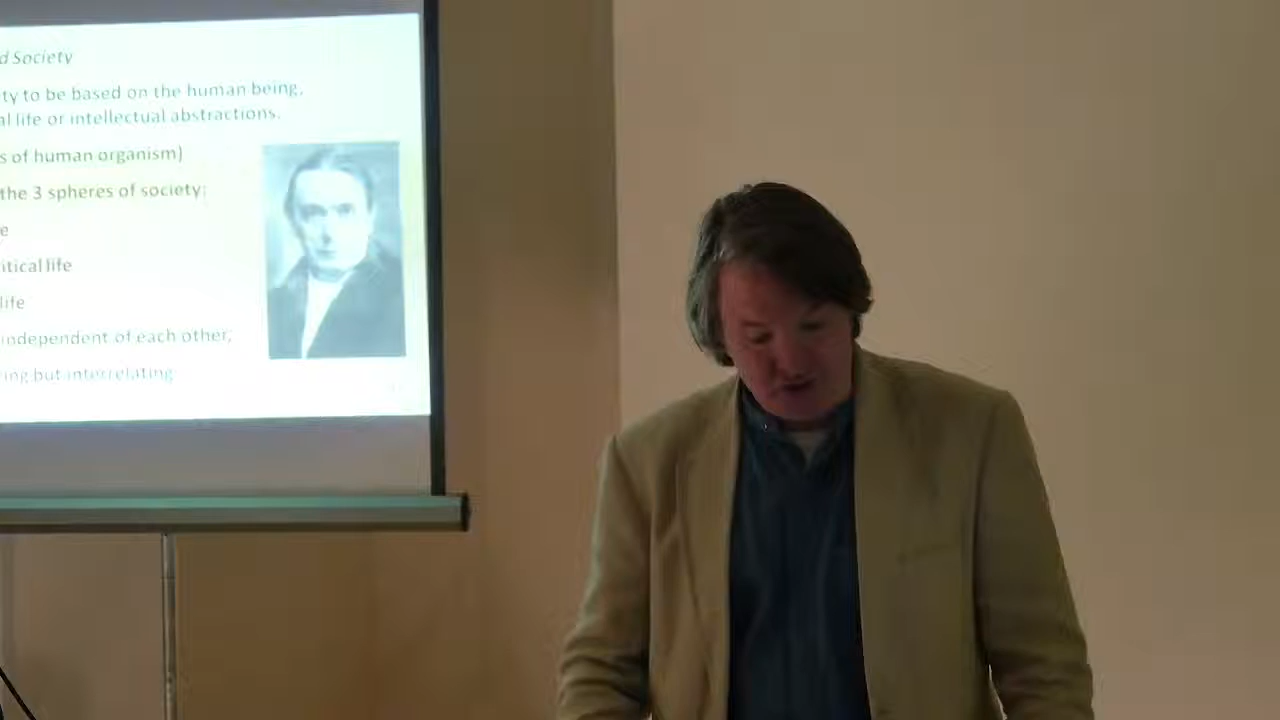 d Society
ty to be based on the human being,
al life or intellectual abstractions.
s of human organism)
the 3 spheres of society:
e
itical life
life
independent of each other;
ing but interrelating